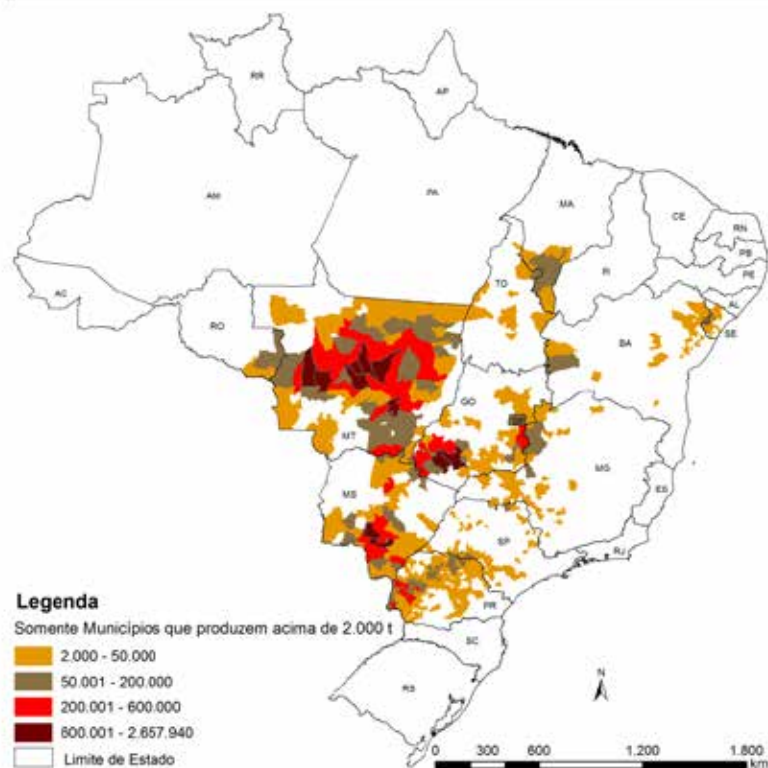 RR
AP
AM
PA
MA
CE
RN
PB
PE
PI
AL
SE
AC
RO
TO
BA
GO
MT
MG
MS
ES
SP
RJ
PR
SC
RS
Legenda
Somente Municípios que produzem acima de 2.000 t
2.000 - 50.000
50.001 - 200.000
200.001 - 600.000
600.001 - 2.657.940
Limite de Estado
N
0 300 600 1.200 1.800
km